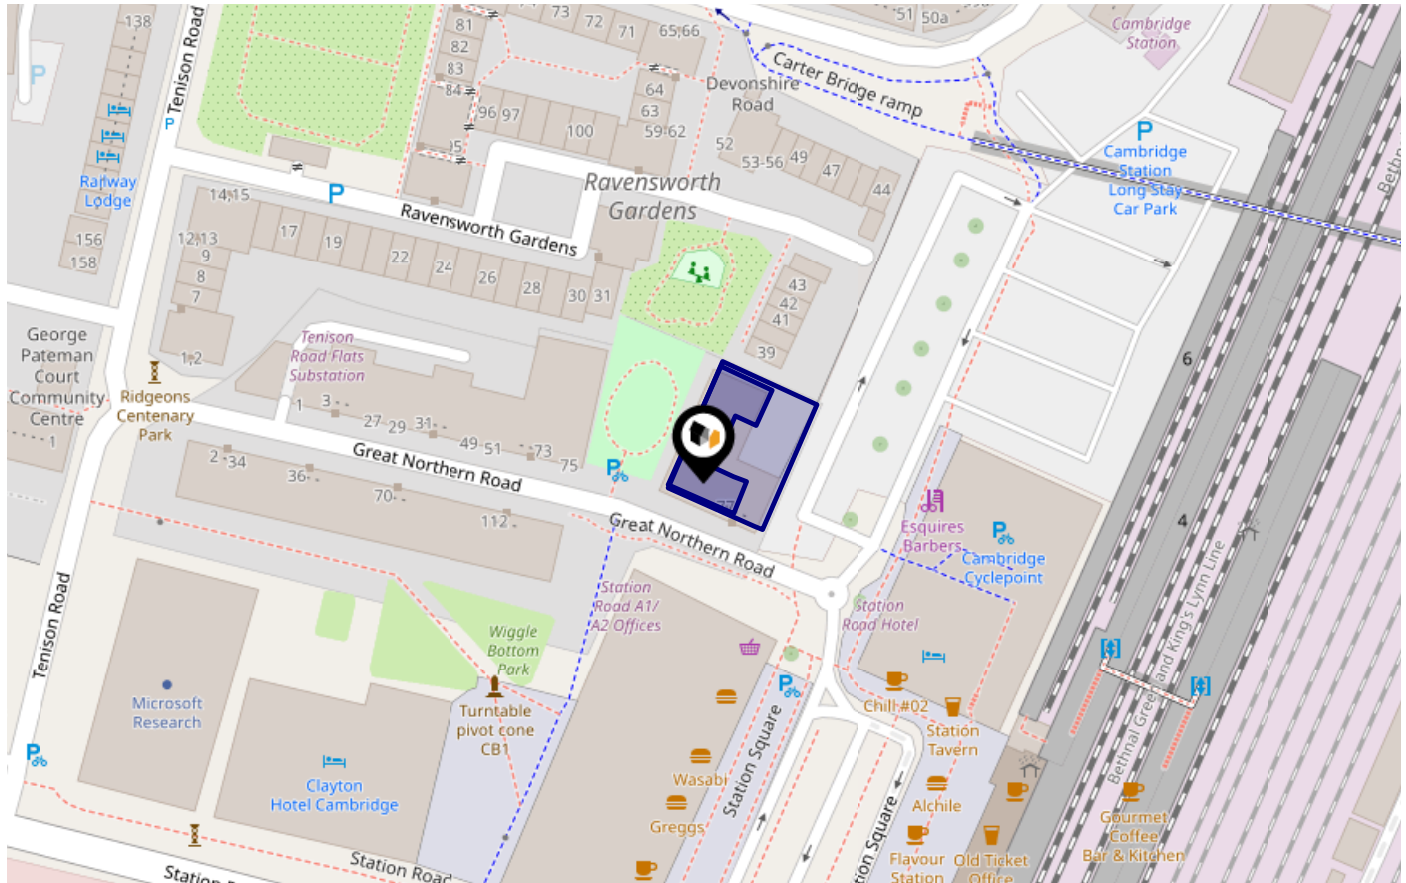 138
81
82
83
84
74
73
72
71
65,66
51
50a
Cambridge
Station
Tenison Road
P
Railway
Lodge
P
96 97
100
95
64
63
59-62
Devonshire
Road
Carter Bridge ramp
52
53-56
49
47
44
P
Cambridge
Station
Long Stay
Car Park
156
158
14,15
12,13
9
8
7
1,2
17
19
22
24
26
28
30
31
P
Ravensworth Gardens
Ravensworth
Gardens
43
42
41
39
6
4
George
Pateman
Court
Community
Centre
1
Ridgeons
Centenary
Park
Tenison
Road Flats
Substation
1
3
27
29
31
49
51
73
75
77
Great Northern Road
Great Northern Road
2
34
36
70
112
P
Esquires
Barbers
Cambridge
Cyclepoint
Station
Road Hotel
Station
Road A1/
A2 Offices
Wiggle
Bottom
Park
Turntable
pivot cone
CB1
Tenison Road
Microsoft
Research
Clayton
Hotel Cambridge
P
P
Wasabi
Greggs
Station Square
Chill #02
Station
Tavern
Alchile
Flavour
Station
Old Ticket
Office
Gourmet
Coffee
Bar & Kitchen
Bethnal Green and King's Lynn Line
Station Road